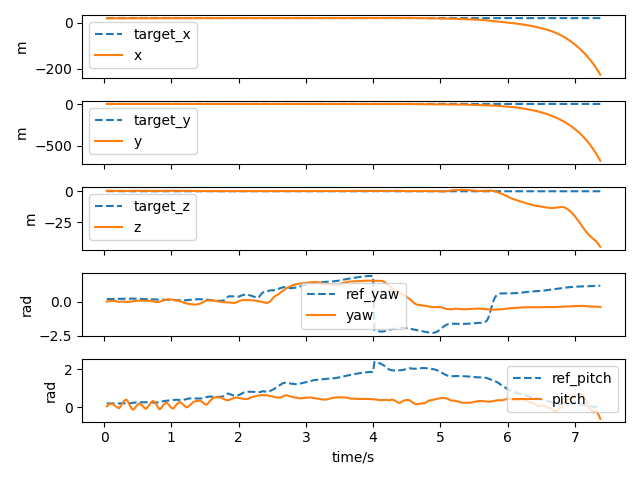 0
−200
m
target_x
x
0
−500
m
target_y
y
0
−25
m
target_z
z
0.0
−2.5
rad
ref_yaw
yaw
2
0
rad
ref_pitch
pitch
0 1 2 3 4 5 6 7
time/s